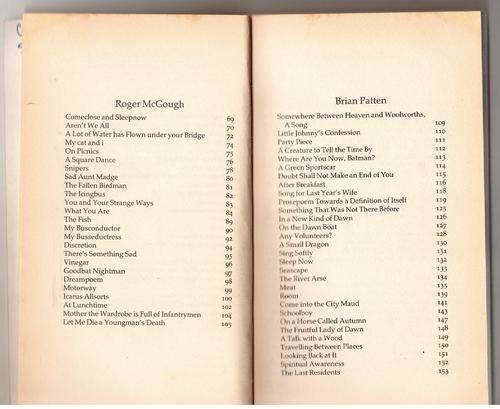 Roger McGough
Comeclose and Sleepnow 69
Aren't We All 70
A Lot of Water has Flown under your Bridge 72
My cat and i 74
On Picnics 75
A Square Dance 76
Snipers 78
Sad Aunt Madge 80
The Fallen Birdman 81
The Icingbus 82
You and Your Strange Ways 83
What You Are 84
The Fish 89
My Busconductor 90
My Busseductress 92
Discretion 94
There's Something Sad 95
Vinegar 96
Goodbat Nightman 97
Dreampoem 98
Motorway 99
Icarus Allsorts 100
At Lunchtime 102
Mother the Wardrobe is Full of Infantrymen 104
Let Me Die a Youngman's Death 105
Brian Patten
Somewhere Between Heaven and Woolworths,
A Song 109
Little Johnny's Confession 110
Party Piece 111
A Creature to Tell the Time By 112
Where Are You Now, Batman? 113
A Green Sportscar 114
Doubt Shall Not Make an End of You 115
After Breakfast 116
Song for Last Year's Wife 118
Prosepoem Towards a Definition of Itself 119
Something That Was Not There Before 125
In a New Kind of Dawn 126
On the Dawn Boat 127
Any Volunteers? 128
A Small Dragon 130
Sing Softly 131
Sleep Now 132
Seascape 133
The River Arse 134
Meat 135
Room 139
Come into the City Maud 141
Schoolboy 143
On a Horse Called Autumn 147
The Fruitful Lady of Dawn 148
A Talk with a Wood 149
Travelling Between Places 150
Looking Back at It 151
Spiritual Awareness 152
The Last Residents 153